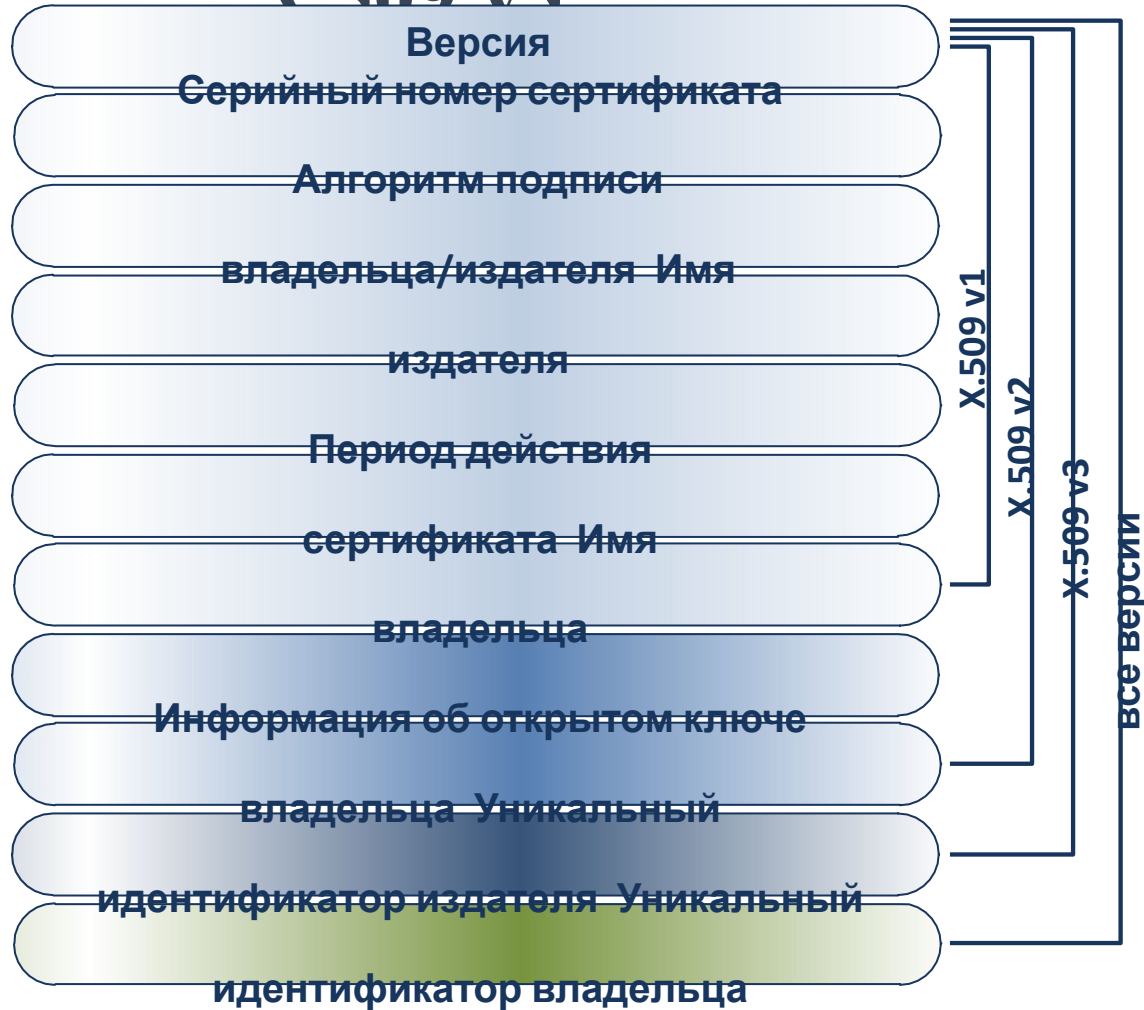 Версия
Серийный номер сертификата
Алгоритм подписи
владельца/издателя Имя
издателя
Период действия
сертификата Имя
владельца
Информация об открытом ключе
владельца Уникальный
идентификатор издателя Уникальный
идентификатор владельца
X.509 v1
X.509 v2
X.509 v3
все версии